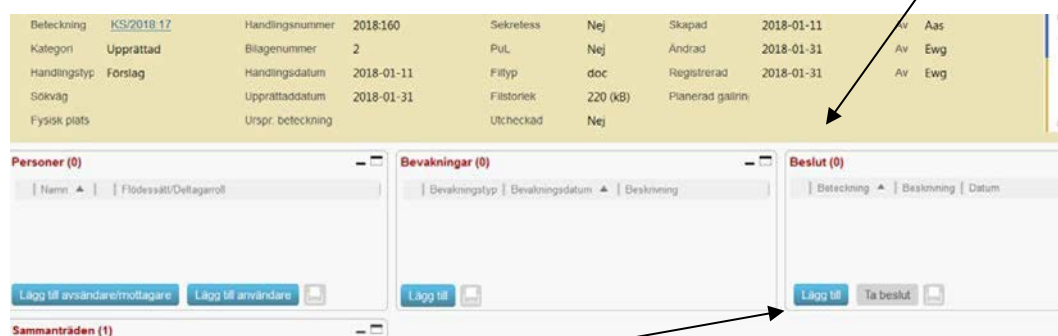 Beteckning KS/2018:17 Handlingsnummer 2018:160 Sekretess Nej Skapad 2018-01-11 Av Aas
Kategori Upprättad Bilagenummer 2 PuL Nej Ändrad 2018-01-31 Av Ewg
Handlingstyp Förslag Handlingsdatum 2018-01-11 Filtyp doc Registrerad 2018-01-31 Av Ewg
Sökväg Upprättaddatum 2018-01-31 Filstorlek 220 (kB) Planerad gallrin
Fysisk plats Urspr. beteckning Utcheckad Nej
Personer (0) Bevakningar (0) Beslut (0)
Namn Flödessätt/Deltagarroll Bevakningstyp Bevakningsdatum Beskrivning Beteckning Beskrivning Datum
Lägg till avsändare/mottagare Lägg till användare Lägg till Lägg till Ta beslut
Sammanträden (1)